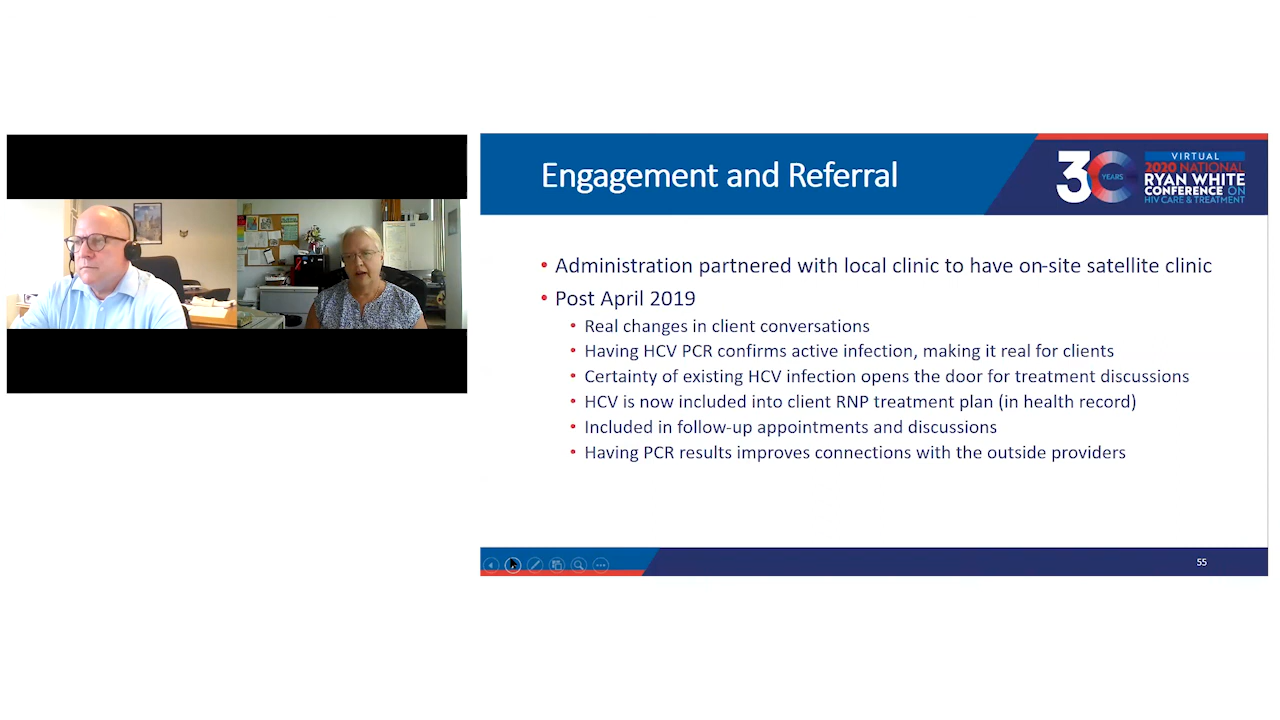 Engagement and Referral
30 YEARS
VIRTUAL
2020 NATIONAL
RYAN WHITE
CONFERENCE ON
HIV CARE & TREATMENT
• Administration partnered with local clinic to have on-site satellite clinic
• Post April 2019
• Real changes in client conversations
• Having HCV PCR confirms active infection, making it real for clients
• Certainty of existing HCV infection opens the door for treatment discussions
• HCV is now included into client RNP treatment plan (in health record)
• Included in follow-up appointments and discussions
• Having PCR results improves connections with the outside providers
55